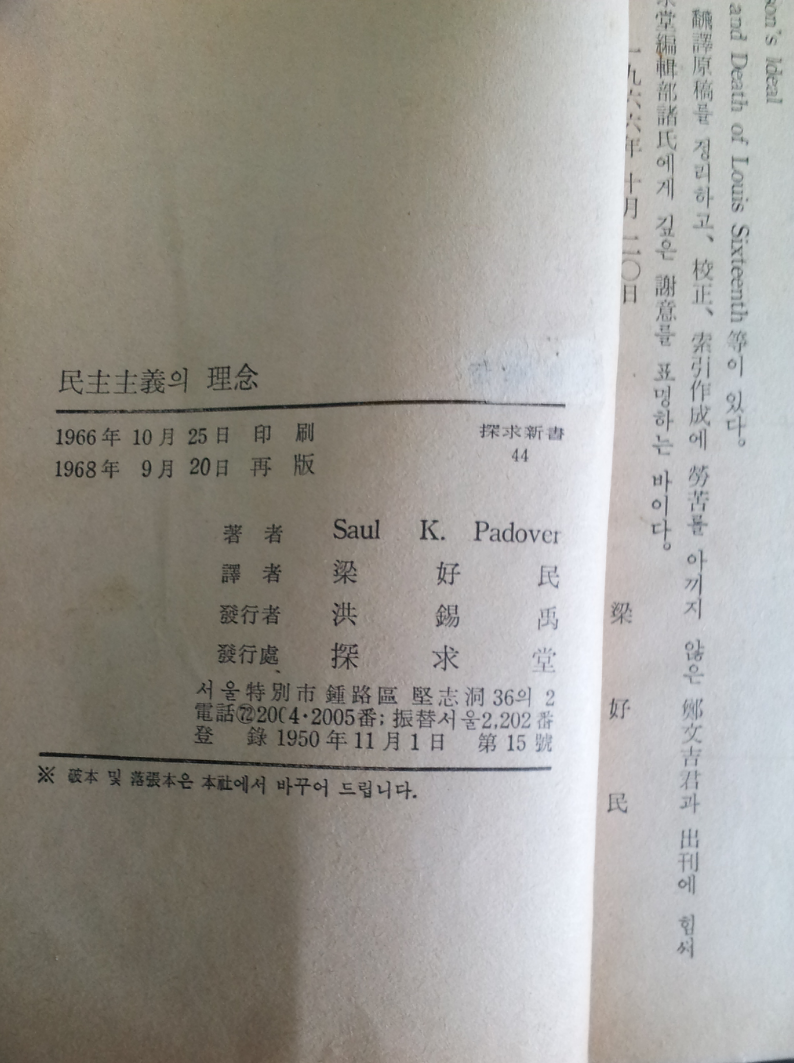 民主主義의 理念
1966年 10月 25日 印 刷
1968年 9月 20日 再 版
探求新書
44
著 者 Saul K. Padover
譯 者 梁 好 民
發行者 洪 錫 禹
發行處 探 求 堂
서울特別市 鍾路區 堅志洞 36의 2
電話㋀2004·2005番; 振替서울2,202番
登 錄 1950年 11月 1日 第 15 號
※ 破本 및 落張本은 本社에서 바꾸어 드립니다.
son's Ideal
and Death of Louis Sixteenth 等이 있다。
飜譯原稿를 정리하고、校正、索引作成에 勞苦를 아끼지 않은 鄭文吉君과 出刊에 힘써
求堂編輯部諸氏에게 깊은 謝意를 표명하는 바이다。
一九六六年 十月 二〇日
梁 好 民